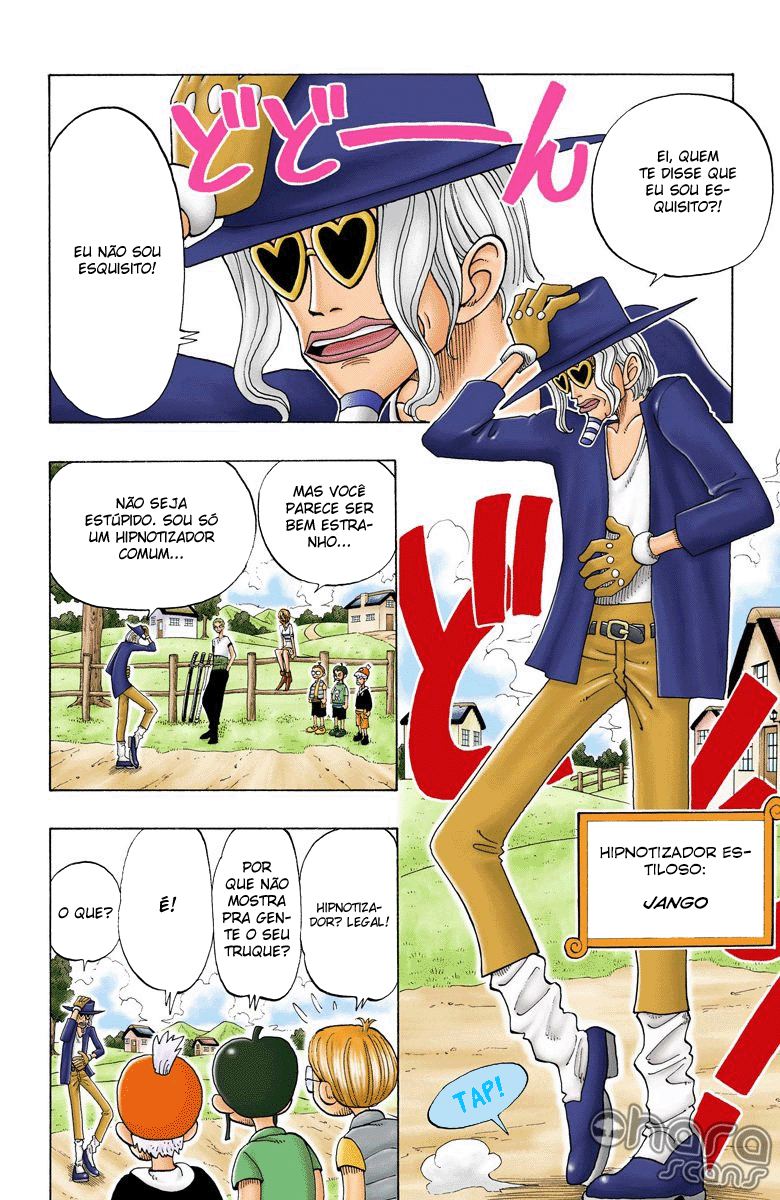 どどーん
EI, QUEM
TE DISSE QUE
EU SOU ES-
QUISITO?!
EU NÃO SOU
ESQUISITO!
MAS VOCÊ
PARECE SER
BEM ESTRA-
NHO...
NÃO SEJA
ESTÚPIDO. SOU SÓ
UM HIPNOTIZADOR
COMUM...
HIPNOTIZADOR ES-
TILOSO:
JANGO
TAP!
HIPNOTIZA-
DOR? LEGAL!
POR
QUE NÃO
MOSTRA
PRA GEN-
TE O SEU
TRUQUE?
É!
O QUE?
ohara
scans